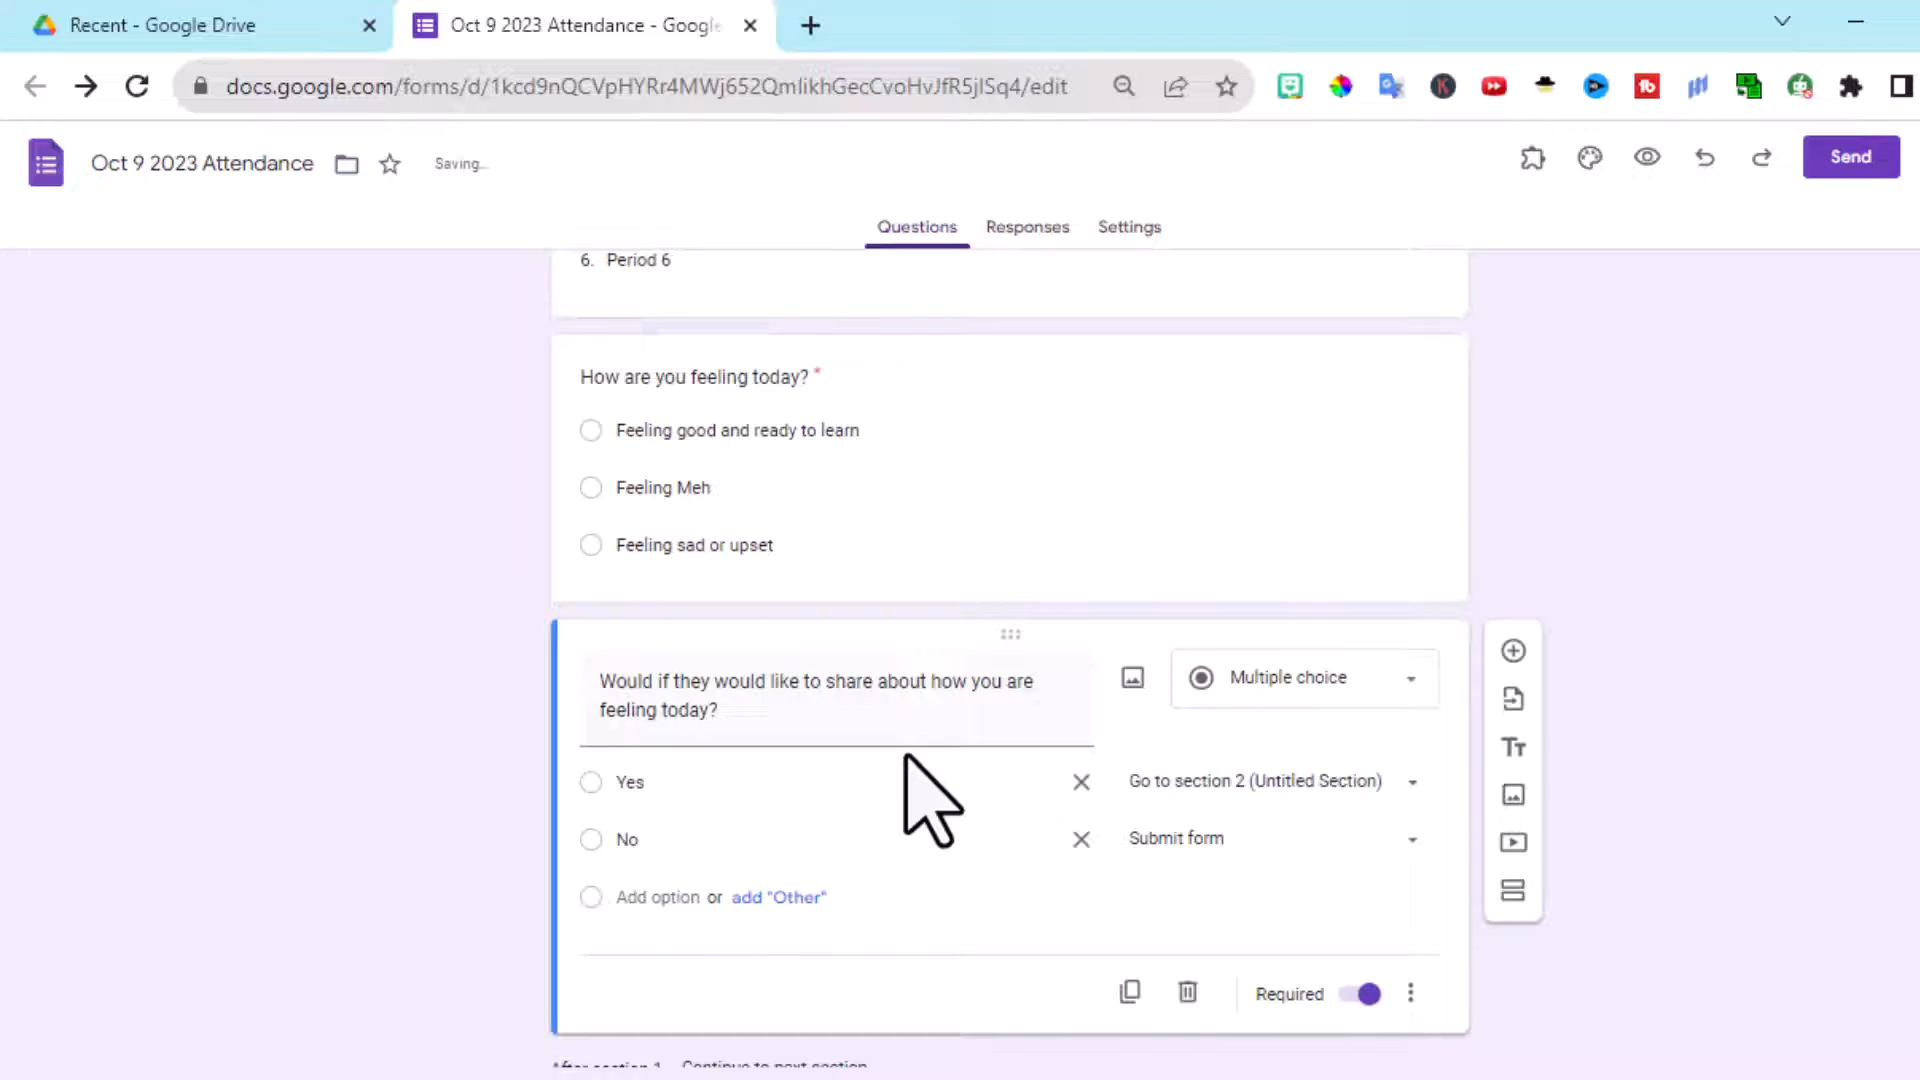 Recent - Google Drive
Oct 9 2023 Attendance - Google
docs.google.com/forms/d/1kcd9nQCVpHYRr4MWj652QmIikhGecCvoHvJfR5jlSq4/edit
Oct 9 2023 Attendance
Saving...
Send
Questions Responses Settings
6. Period 6
How are you feeling today? *
Feeling good and ready to learn
Feeling Meh
Feeling sad or upset
Would if they would like to share about how you are
feeling today?
Multiple choice
Yes
Go to section 2 (Untitled Section)
No
Submit form
Add option or add "Other"
Required
After section 1 Continue to next section